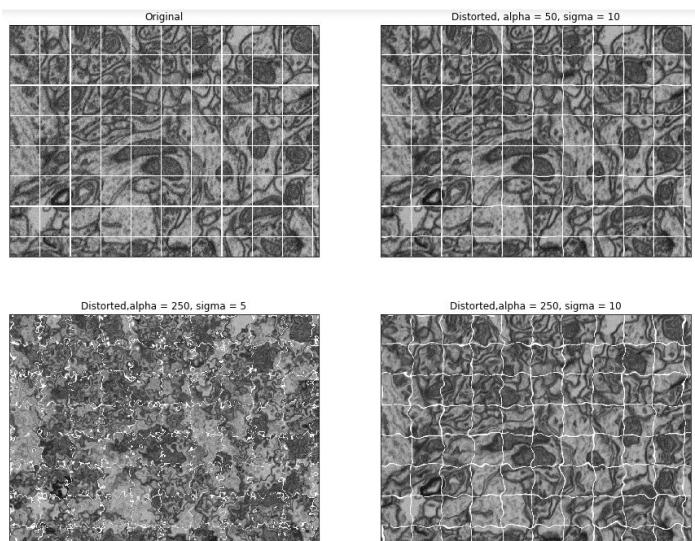 Original
Distorted, alpha = 50, sigma = 10
Distorted,alpha = 250, sigma = 5
Distorted,alpha = 250, sigma = 10